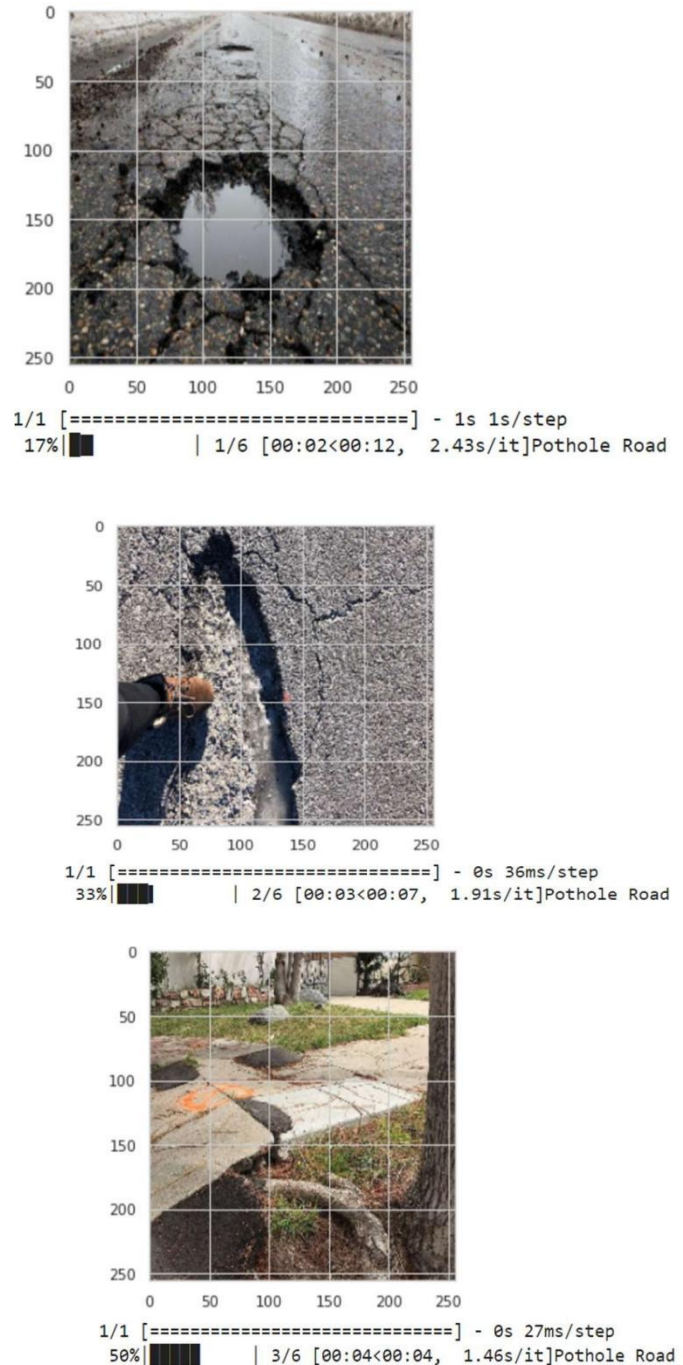 0
50
100
150
200
250
0 50 100 150 200 250
1/1 [==============================] - 1s 1s/step
17%|██ | 1/6 [00:02<00:12, 2.43s/it]Pothole Road
0
50
100
150
200
250
0 50 100 150 200 250
1/1 [==============================] - 0s 36ms/step
33%|███▎ | 2/6 [00:03<00:07, 1.91s/it]Pothole Road
0
50
100
150
200
250
0 50 100 150 200 250
1/1 [==============================] - 0s 27ms/step
50%|█████ | 3/6 [00:04<00:04, 1.46s/it]Pothole Road